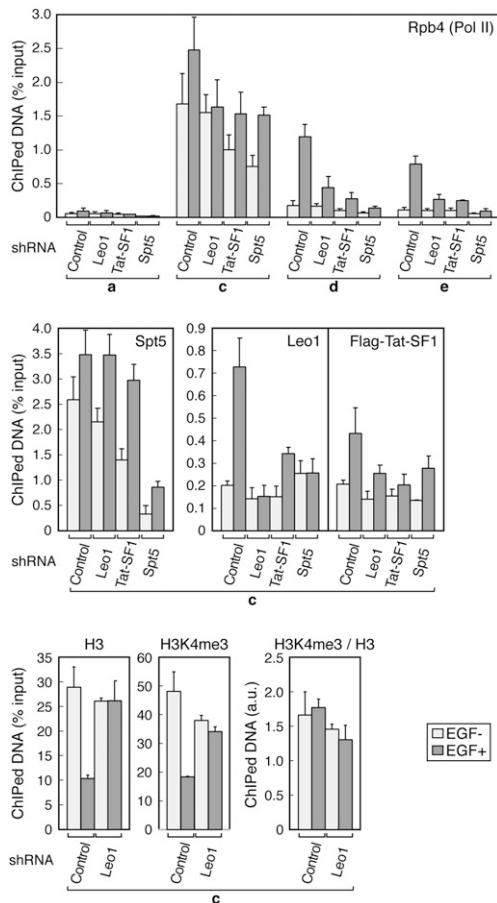 Rpb4 (Pol II)
ChIPed DNA (% input)
3.0
2.5
2.0
1.5
1.0
0.5
0
shRNA
Control Leo1 Tat-SF1 Spt5 Control Leo1 Tat-SF1 Spt5 Control Leo1 Tat-SF1 Spt5 Control Leo1 Tat-SF1 Spt5
a c d e
Spt5 Leo1 Flag-Tat-SF1
ChIPed DNA (% input)
4.0
3.5
3.0
2.5
2.0
1.5
1.0
0.5
0.0
0.9
0.8
0.7
0.6
0.5
0.4
0.3
0.2
0.1
0
shRNA
Control Leo1 Tat-SF1 Spt5 Control Leo1 Tat-SF1 Spt5 Control Leo1 Tat-SF1 Spt5
c
H3 H3K4me3 H3K4me3 / H3
ChIPed DNA (% input)
35
30
25
20
15
10
5
0
60
50
40
30
20
10
0
ChIPed DNA (a.u.)
2.5
2.0
1.5
1.0
0.5
0.0
EGF-
EGF+
shRNA
Control Leo1 Control Leo1 Control Leo1
c